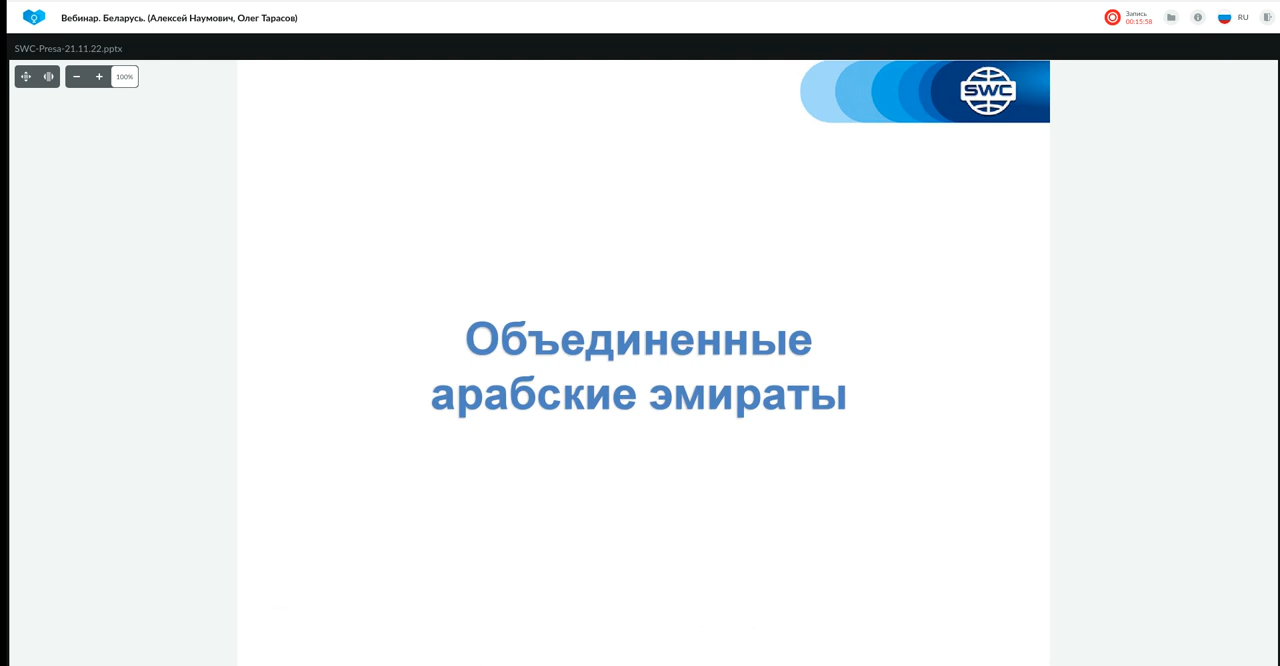 Вебинар. Беларусь. (Алексей Наумович, Олег Тарасов)
Запись
00:15:58
RU
SWC-Presa-21.11.22.pptx
100%
SWC
Объединенные
арабские эмираты